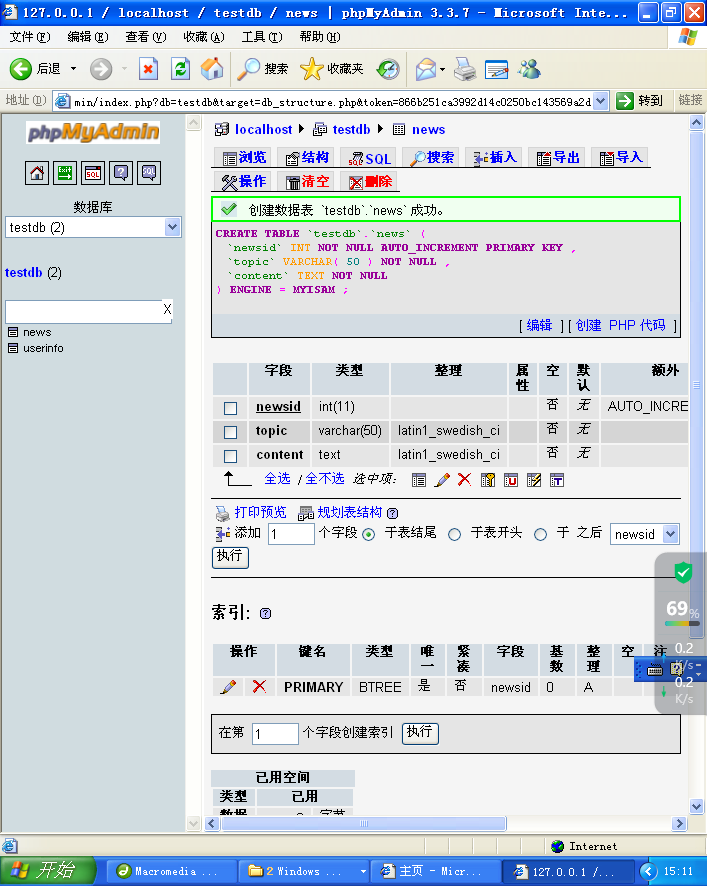 127.0.0.1 / localhost / testdb / news | phpMyAdmin 3.3.7 - Microsoft Inte...
文件(F) 编辑(E) 查看(V) 收藏(A) 工具(T) 帮助(H)
后退 搜索 收藏夹
地址(D) min/index.php?db=testdb&target=db_structure.php&token=866b251ca3992d14c0250bc143569a2d 转到 链接
phpMyAdmin
Exit SQL ? SQL
数据库
testdb (2)
testdb (2)
X
news
userinfo
localhost testdb news
浏览 结构 SQL 搜索 插入 导出 导入
操作 清空 删除
创建数据表 `testdb`.`news` 成功。
CREATE TABLE `testdb`.`news` (
`newsid` INT NOT NULL AUTO_INCREMENT PRIMARY KEY ,
`topic` VARCHAR( 50 ) NOT NULL ,
`content` TEXT NOT NULL
) ENGINE = MYISAM ;
[ 编辑 ] [ 创建 PHP 代码 ]
字段 类型 整理 属性 空 默认 额外
newsid int(11) 否 无 AUTO_INCRE
topic varchar(50) latin1_swedish_ci 否 无
content text latin1_swedish_ci 否 无
全选 / 全不选 选中项:
打印预览 规划表结构
添加 1 个字段 于表结尾 于表开头 于 之后 newsid
执行
索引:
操作 键名 类型 唯一 紧凑 字段 基数 整理 空 注
PRIMARY BTREE 是 否 newsid 0 A
在第 1 个字段创建索引 执行
已用空间
类型 已用
数据 0 字节
69%
0.2
K/s
0.2
K/s
Internet
开始 Macromedia ... 2 Windows ... 主页 - Micr... 127.0.0.1 /... 15:11